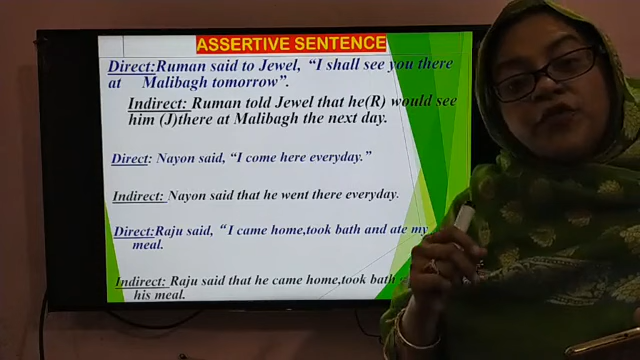 ASSERTIVE SENTENCE
Direct:Ruman said to Jewel, “I shall see you there
at Malibagh tomorrow”.
Indirect: Ruman told Jewel that he(R) would see
him (J)there at Malibagh the next day.
Direct: Nayon said, “I come here everyday.”
Indirect: Nayon said that he went there everyday.
Direct:Raju said, “I came home,took bath and ate my
meal.
Indirect: Raju said that he came home,took bath
his meal.